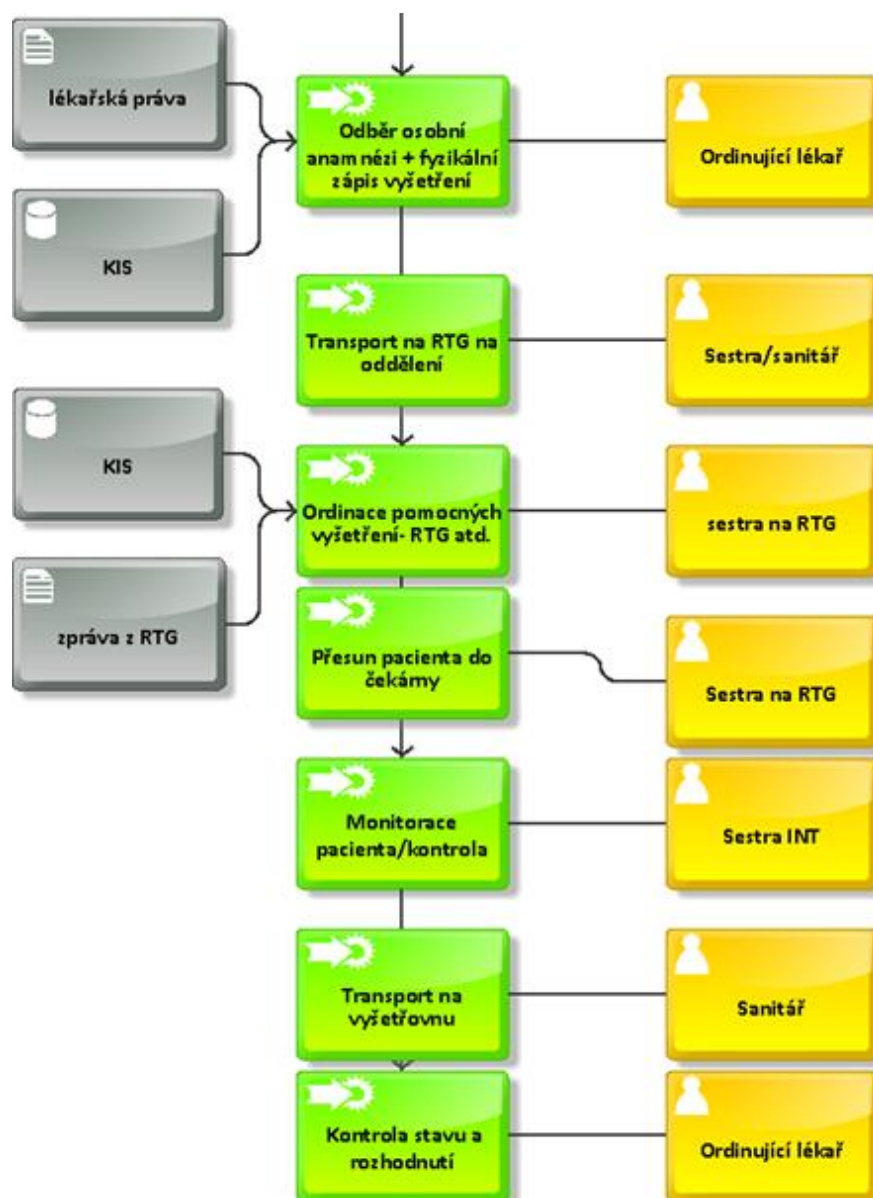 lékařská práva
Odběr osobní
anamnézi + fyzikální
zápis vyšetření
Ordinující lékař
KIS
Transport na RTG na
oddělení
Sestra/sanitář
KIS
Ordinace pomocných
vyšetření- RTG atd.
sestra na RTG
zpráva z RTG
Přesun pacienta do
čekárny
Sestra na RTG
Monitorace
pacienta/kontrola
Sestra INT
Transport na
vyšetřovnu
Sanitář
Kontrola stavu a
rozhodnutí
Ordinující lékař